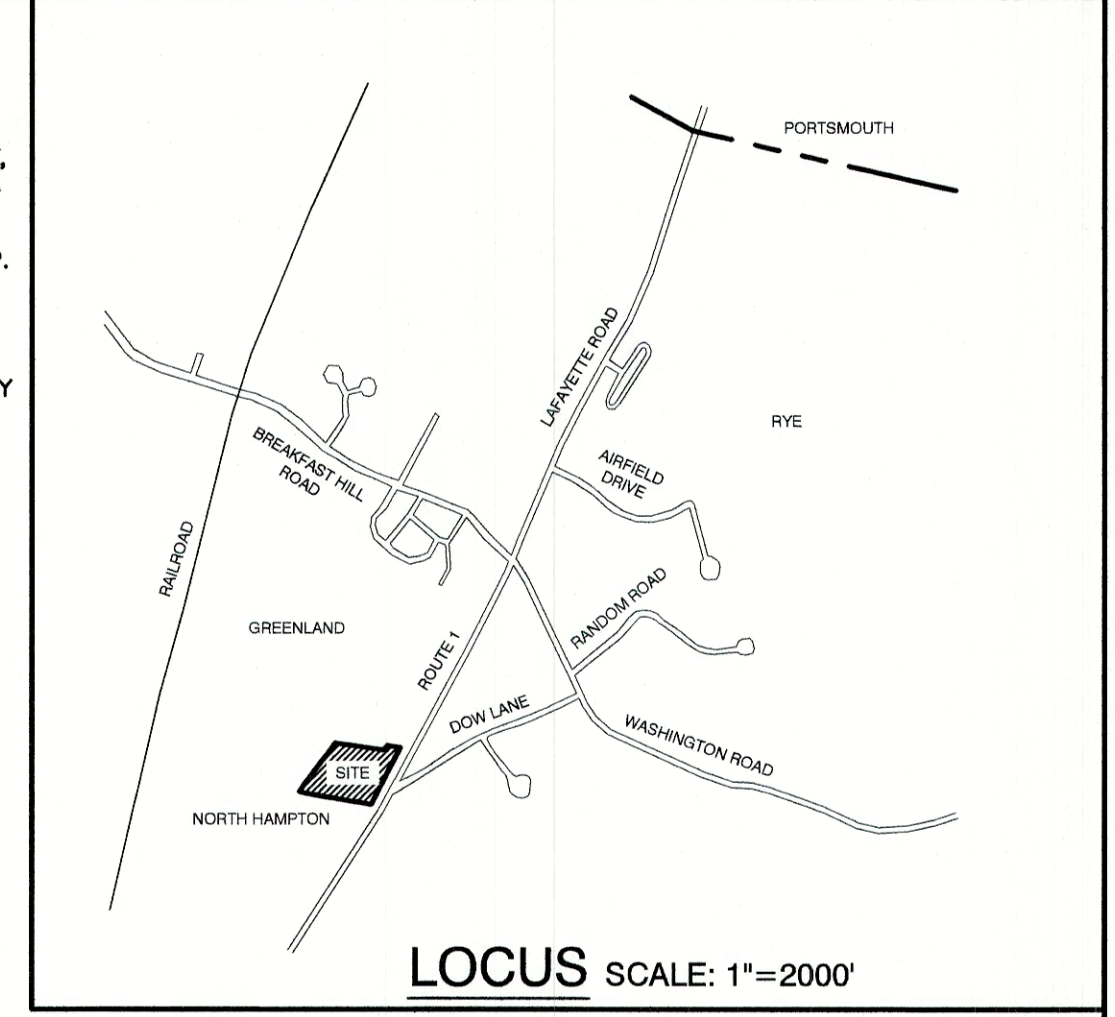 PORTSMOUTH
LAFAYETTE ROAD
RYE
BREAKFAST HILL
ROAD
AIRFIELD
DRIVE
RAILROAD
GREENLAND
RANDOM ROAD
ROUTE 1
DOW LANE
WASHINGTON ROAD
SITE
NORTH HAMPTON
LOCUS SCALE: 1"=2000'